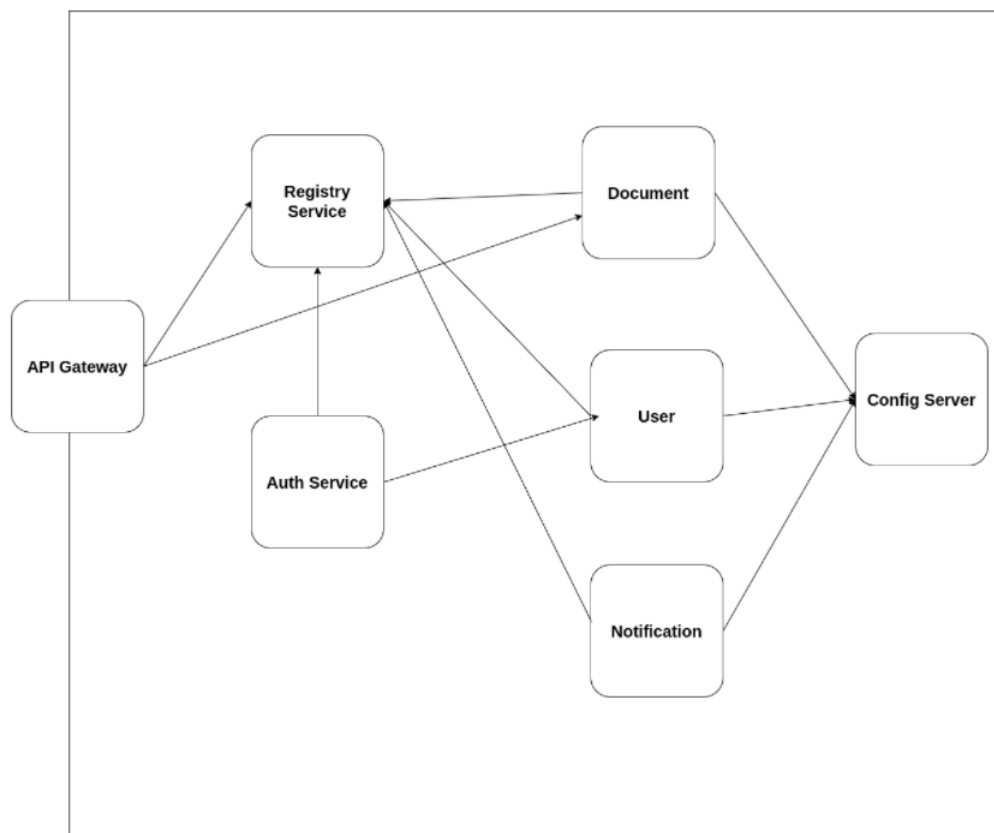 Registry
Service
Document
API Gateway
User
Config Server
Auth Service
Notification